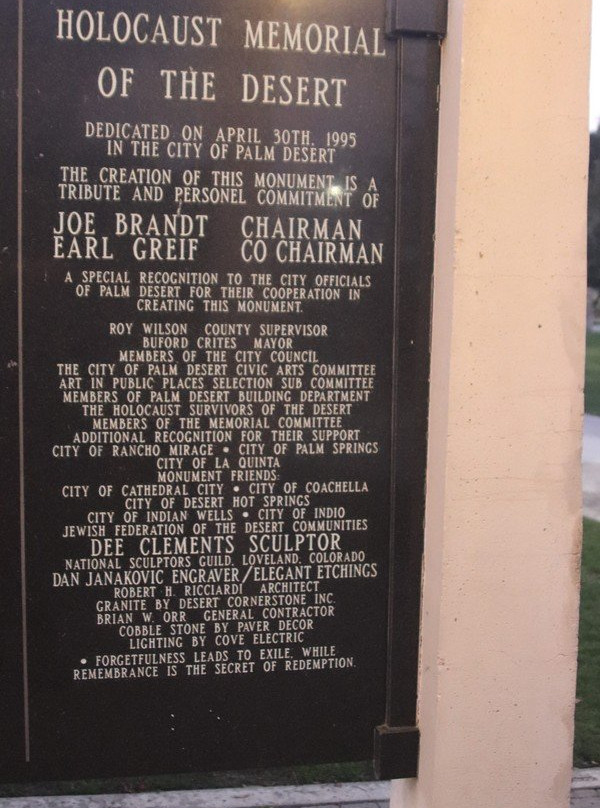 HOLOCAUST MEMORIAL
OF THE DESERT
DEDICATED ON APRIL 30TH, 1995
IN THE CITY OF PALM DESERT
THE CREATION OF THIS MONUMENT IS A
TRIBUTE AND PERSONEL COMMITMENT OF
JOE BRANDT CHAIRMAN
EARL GREIF CO CHAIRMAN
A SPECIAL RECOGNITION TO THE CITY OFFICIALS
OF PALM DESERT FOR THEIR COOPERATION IN
CREATING THIS MONUMENT.
ROY WILSON COUNTY SUPERVISOR
BUFORD CRITES MAYOR
MEMBERS OF THE CITY COUNCIL
THE CITY OF PALM DESERT CIVIC ARTS COMMITTEE
ART IN PUBLIC PLACES SELECTION SUB COMMITTEE
MEMBERS OF PALM DESERT BUILDING DEPARTMENT
THE HOLOCAUST SURVIVORS OF THE DESERT
MEMBERS OF THE MEMORIAL COMMITTEE
ADDITIONAL RECOGNITION FOR THEIR SUPPORT
CITY OF RANCHO MIRAGE • CITY OF PALM SPRINGS
CITY OF LA QUINTA
MONUMENT FRIENDS:
CITY OF CATHEDRAL CITY • CITY OF COACHELLA
CITY OF DESERT HOT SPRINGS
CITY OF INDIAN WELLS • CITY OF INDIO
JEWISH FEDERATION OF THE DESERT COMMUNITIES
DEE CLEMENTS SCULPTOR
NATIONAL SCULPTORS GUILD, LOVELAND, COLORADO
DAN JANAKOVIC ENGRAVER/ELEGANT ETCHINGS
ROBERT H. RICCIARDI ARCHITECT
GRANITE BY DESERT CORNERSTONE INC.
BRIAN W. ORR GENERAL CONTRACTOR
COBBLE STONE BY PAVER DECOR
LIGHTING BY COVE ELECTRIC
• FORGETFULNESS LEADS TO EXILE, WHILE
REMEMBRANCE IS THE SECRET OF REDEMPTION.